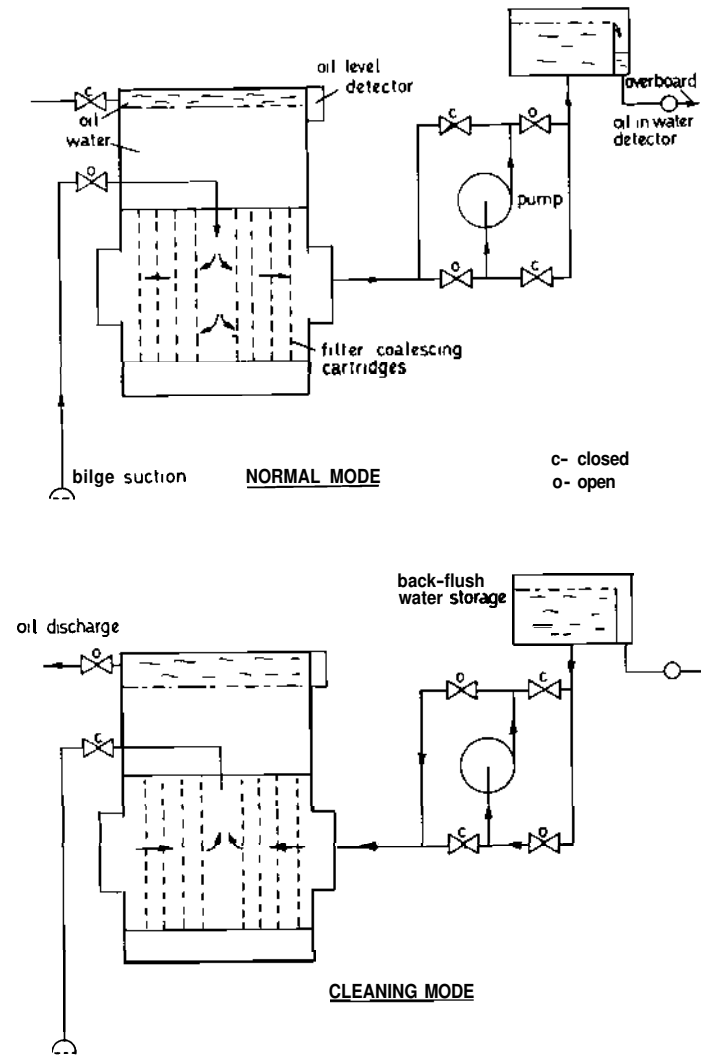 c
oil level
detector
oil
water
o
overboard
oil in water
detector
c
o
pump
o
c
filter coalescing
cartridges
bilge suction
NORMAL MODE
c- closed
o- open
back-flush
water storage
oil discharge
o
c
o
c
c
o
CLEANING MODE